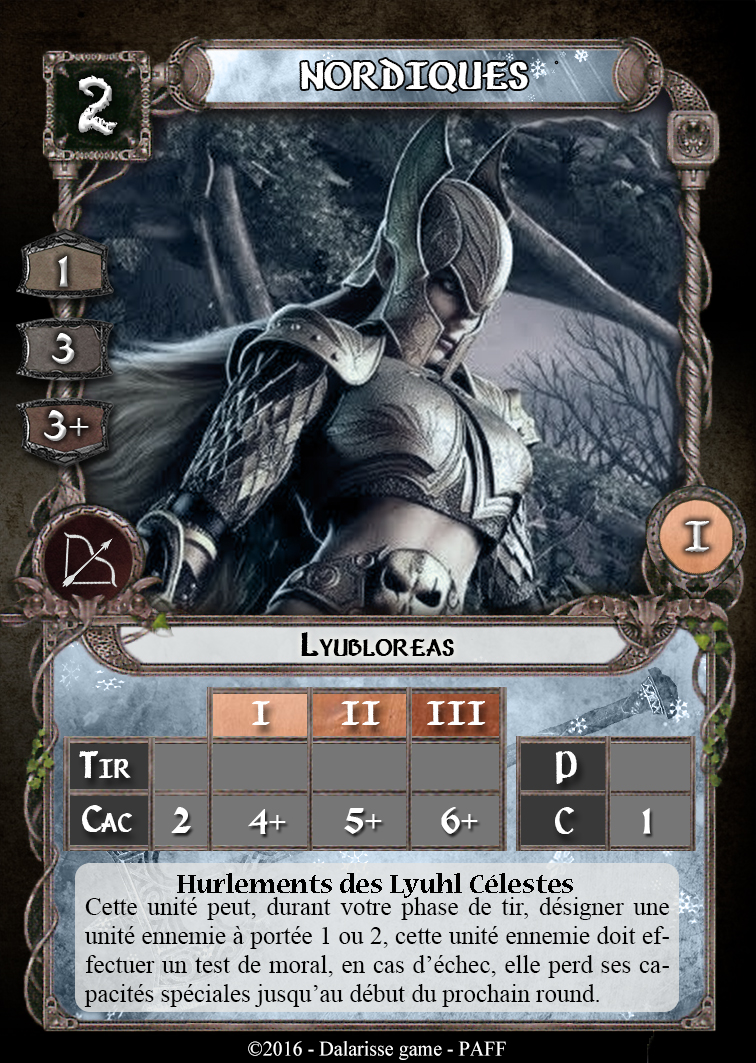 2
NORDIQUES
1
3
3+
I
Lyubloreas
I II III
Tir
Cac 2 4+ 5+ 6+
P
C 1
Hurlements des Lyuhl Célestes
Cette unité peut, durant votre phase de tir, désigner une
unité ennemie à portée 1 ou 2, cette unité ennemie doit ef-
fectuer un test de moral, en cas d'échec, elle perd ses ca-
pacités spéciales jusqu'au début du prochain round.
©2016 - Dalarisse game - PAFF